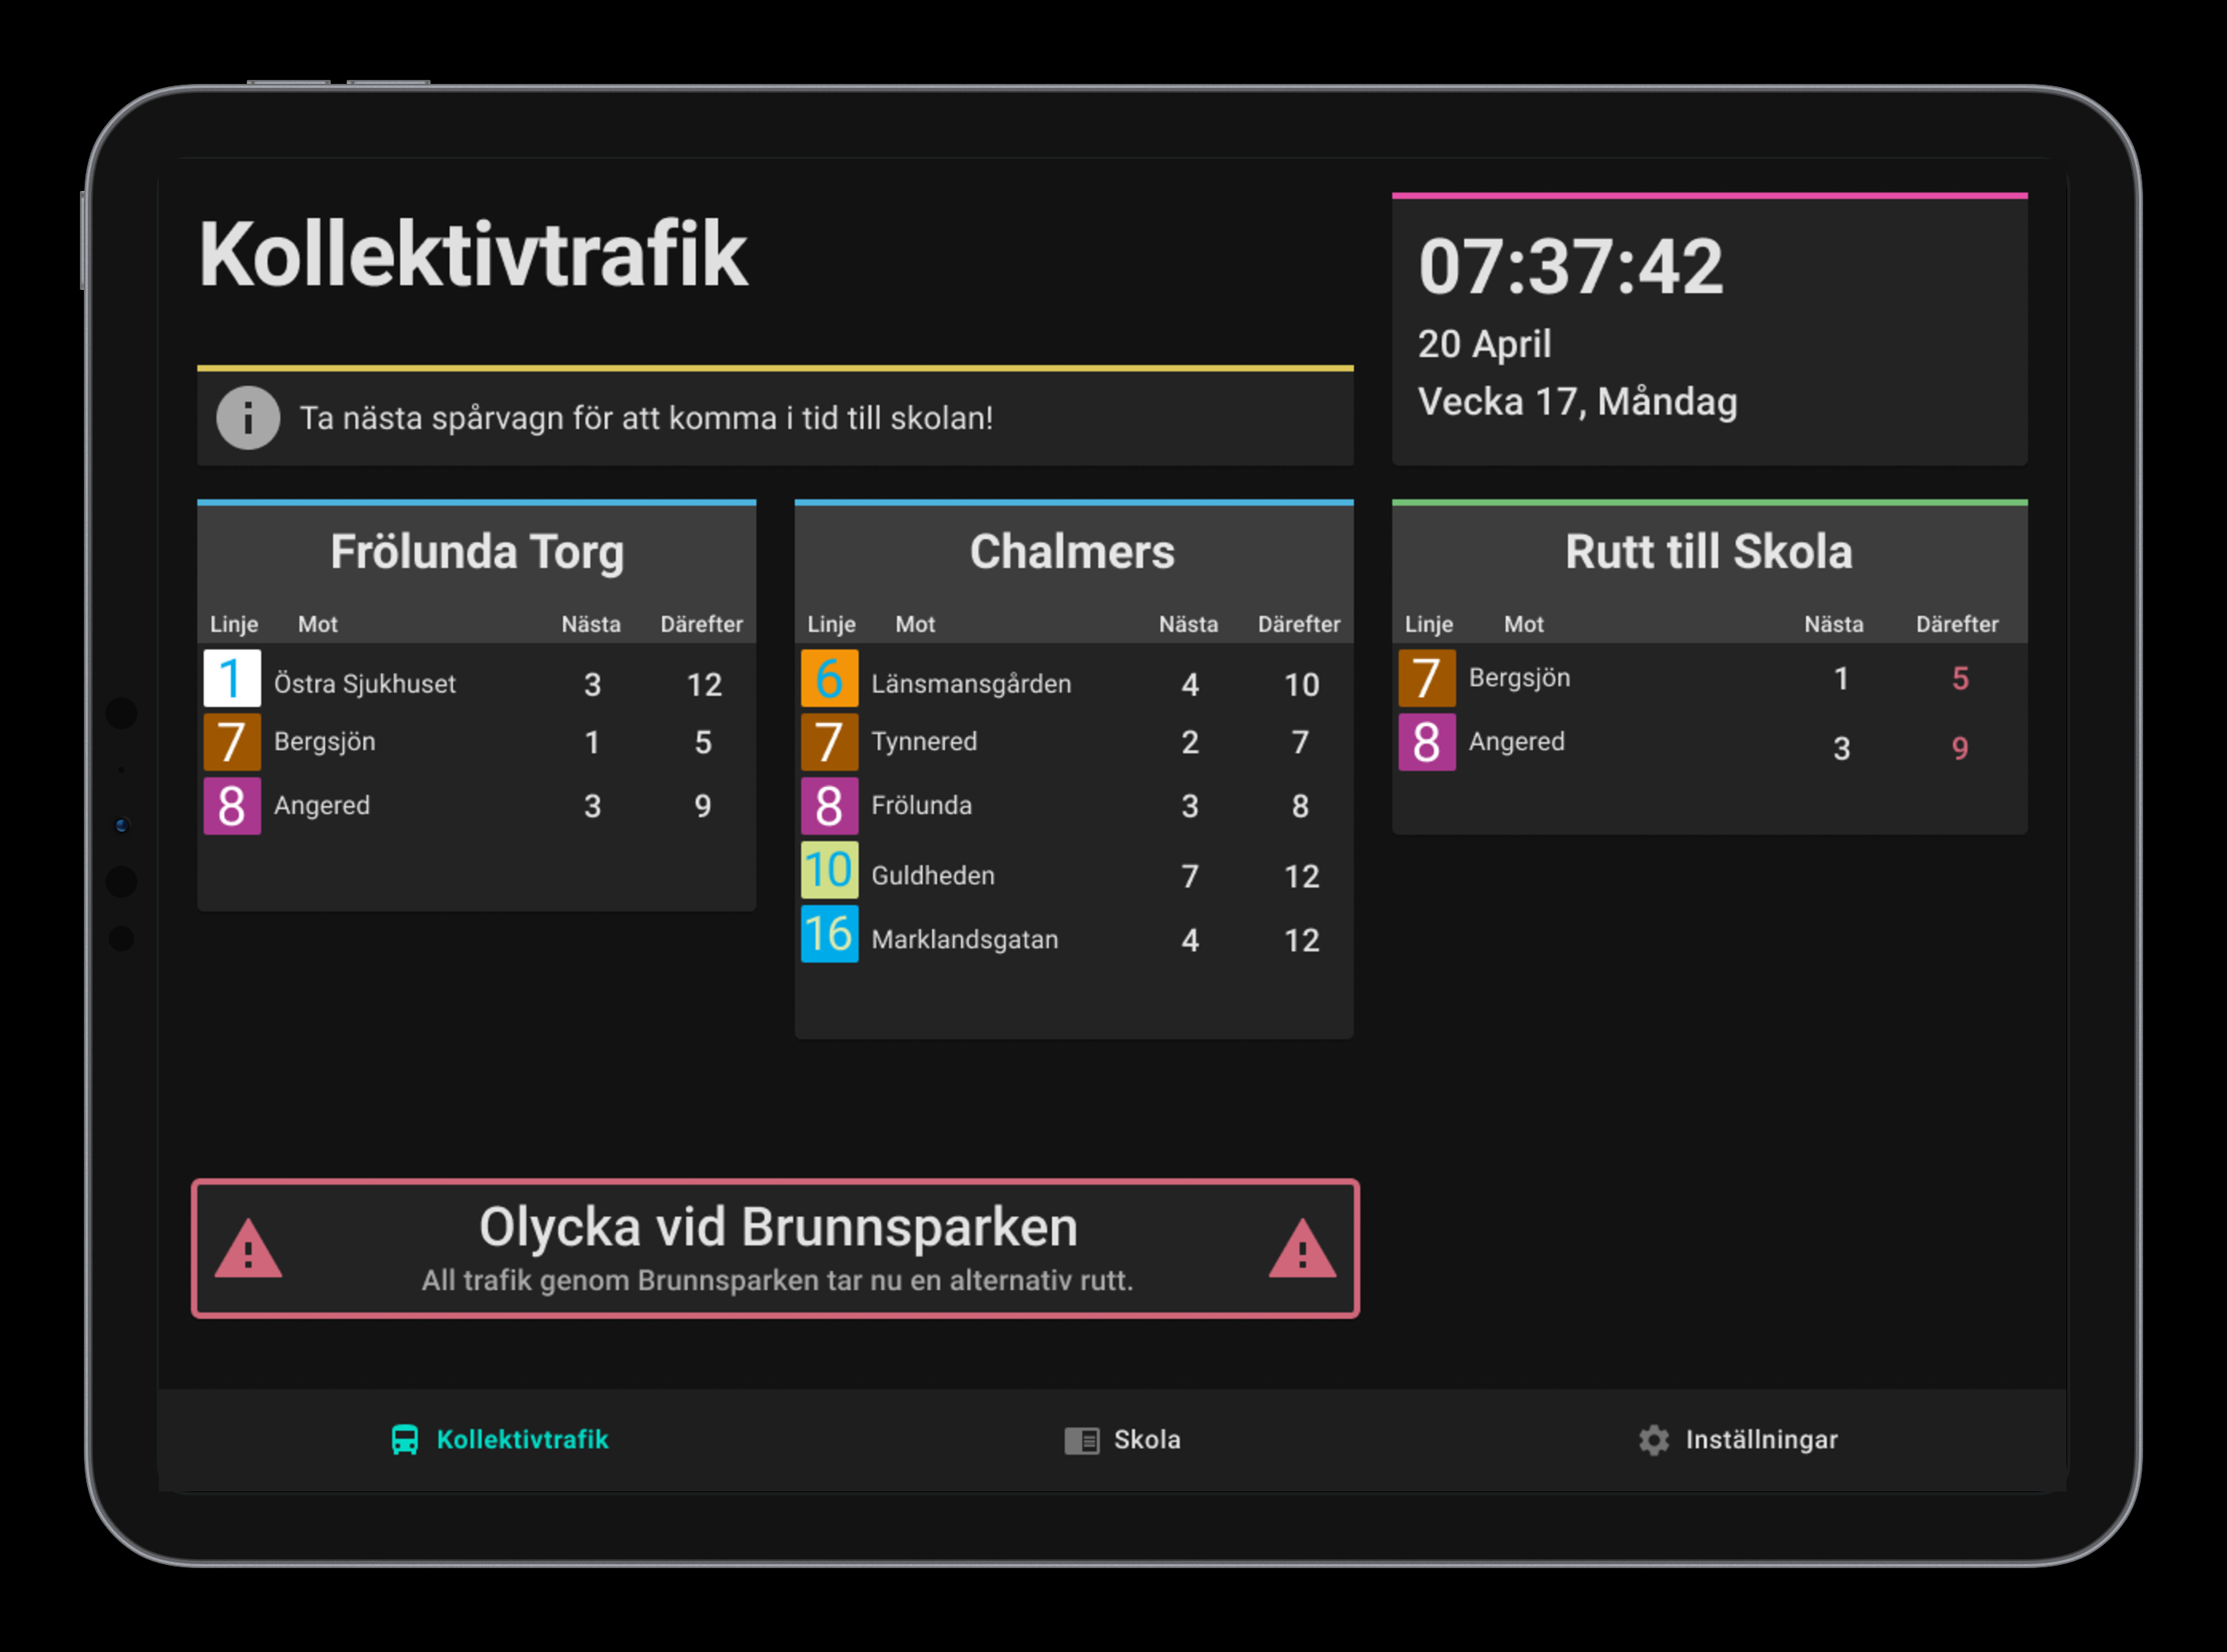 Kollektivtrafik
07:37:42
20 April
Vecka 17, Måndag
Ta nästa spårvagn för att komma i tid till skolan!
Frölunda Torg
Linje Mot Nästa Därefter
1 Östra Sjukhuset 3 12
7 Bergsjön 1 5
8 Angered 3 9
Chalmers
Linje Mot Nästa Därefter
6 Länsmansgården 4 10
7 Tynnered 2 7
8 Frölunda 3 8
10 Guldheden 7 12
16 Marklandsgatan 4 12
Rutt till Skola
Linje Mot Nästa Därefter
7 Bergsjön 1 5
8 Angered 3 9
Olycka vid Brunnsparken
All trafik genom Brunnsparken tar nu en alternativ rutt.
Kollektivtrafik Skola Inställningar